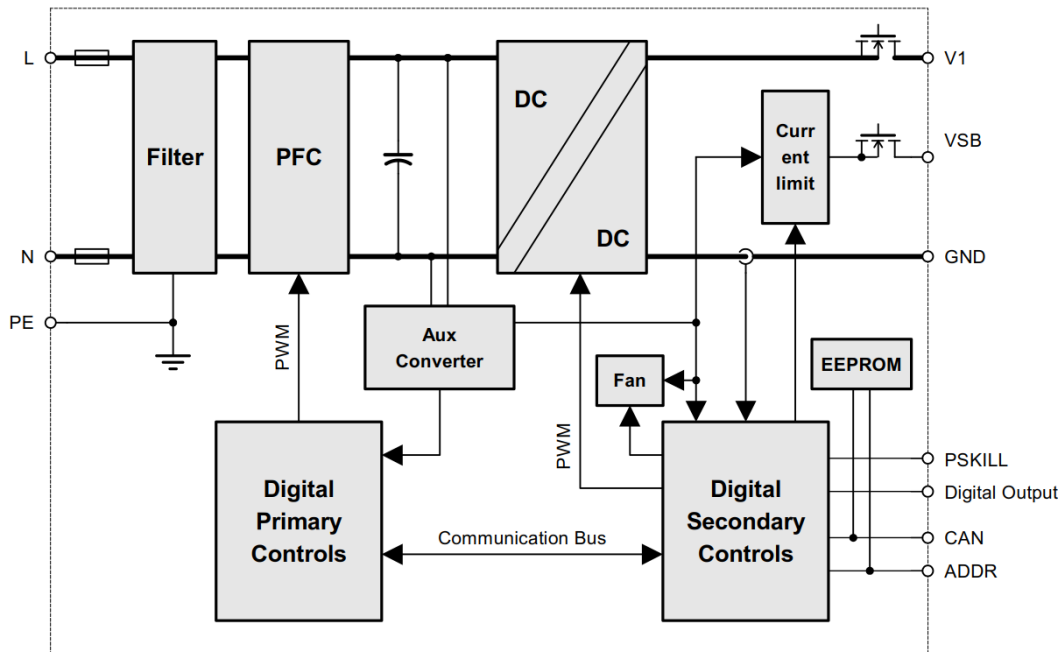 L
V1
DC
Filter
PFC
Curr
ent
limit
VSB
DC
N
GND
PE
PWM
Aux
Converter
Fan
EEPROM
PWM
Digital
Primary
Controls
Communication Bus
Digital
Secondary
Controls
PSKILL
Digital Output
CAN
ADDR